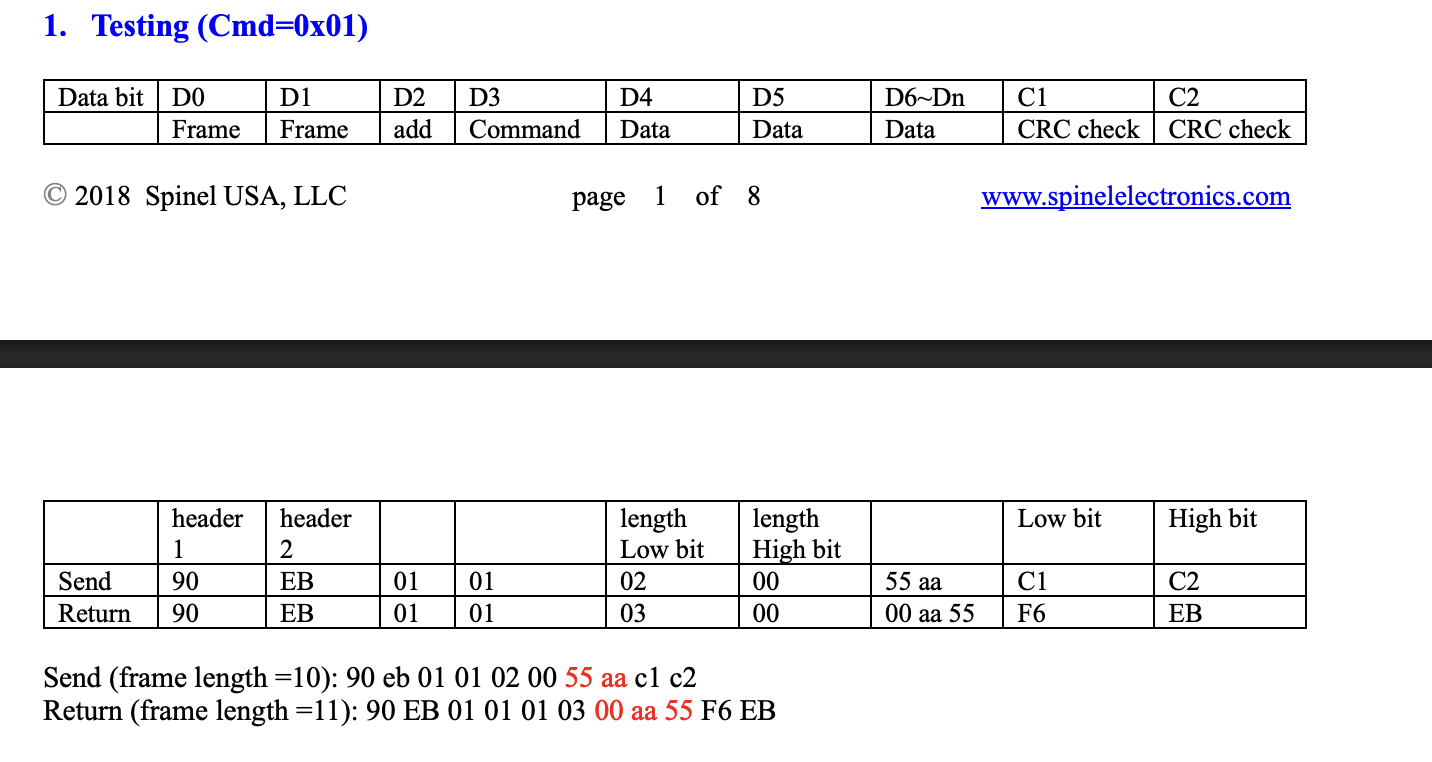 1. Testing (Cmd=0x01)
Data bit D0 D1 D2 D3 D4 D5 D6~Dn C1 C2
Frame Frame add Command Data Data Data CRC check CRC check
© 2018 Spinel USA, LLC page 1 of 8 www.spinelelectronics.com
header header length length Low bit High bit
1 2 Low bit High bit
Send 90 EB 01 01 02 00 55 aa C1 C2
Return 90 EB 01 01 03 00 00 aa 55 F6 EB
Send (frame length =10): 90 eb 01 01 02 00 55 aa c1 c2
Return (frame length =11): 90 EB 01 01 01 03 00 aa 55 F6 EB